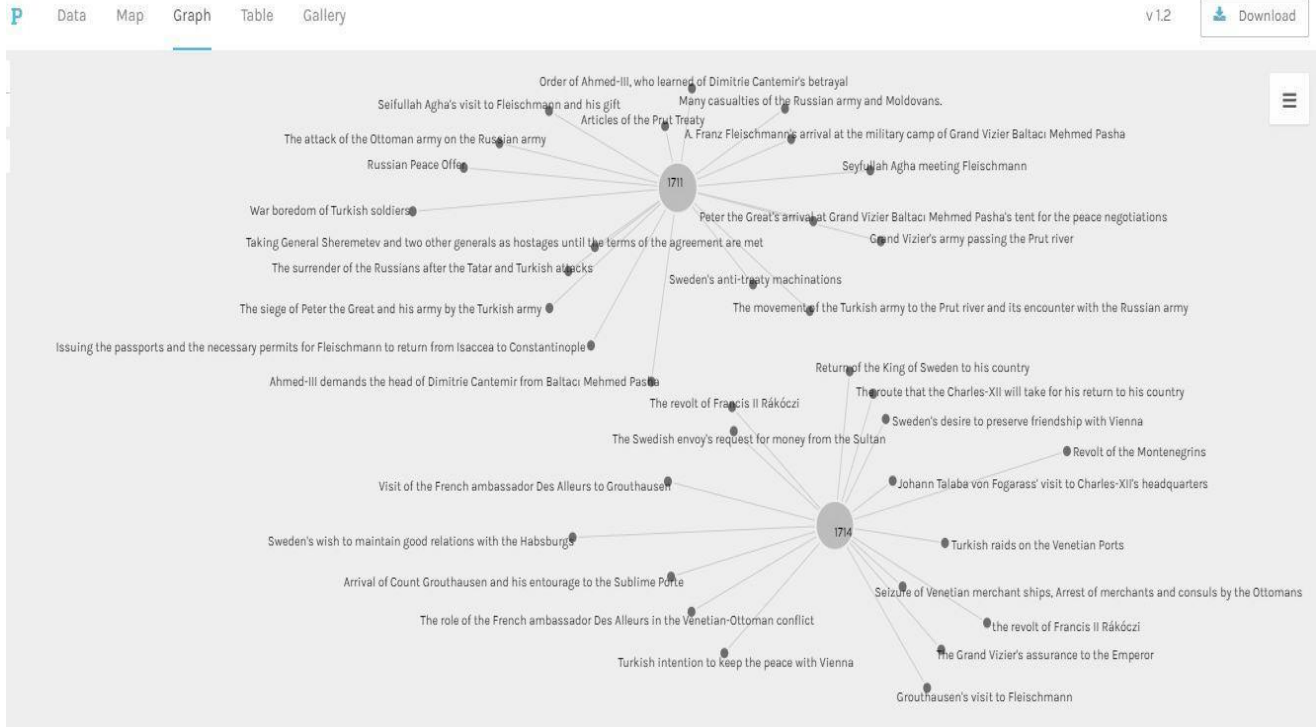 P Data Map Graph Table Gallery v 1.2 Download
Order of Ahmed-III, who learned of Dimitrie Cantemir's betrayal
Seifullah Agha's visit to Fleischmann and his gift
Many casualties of the Russian army and Moldovans.
Articles of the Prut Treaty
The attack of the Ottoman army on the Russian army
A. Franz Fleischmann's arrival at the military camp of Grand Vizier Baltacı Mehmed Pasha
Russian Peace Offer
Seyfullah Agha meeting Fleischmann
1711
War boredom of Turkish soldiers
Peter the Great's arrival at Grand Vizier Baltacı Mehmed Pasha's tent for the peace negotiations
Taking General Sheremetev and two other generals as hostages until the terms of the agreement are met
Grand Vizier's army passing the Prut river
The surrender of the Russians after the Tatar and Turkish attacks
Sweden's anti-treaty machinations
The siege of Peter the Great and his army by the Turkish army
The movement of the Turkish army to the Prut river and its encounter with the Russian army
Issuing the passports and the necessary permits for Fleischmann to return from Isaccea to Constantinople
Return of the King of Sweden to his country
Ahmed-III demands the head of Dimitrie Cantemir from Baltacı Mehmed Pasha
The route that the Charles-XII will take for his return to his country
The revolt of Francis II Rákóczi
Sweden's desire to preserve friendship with Vienna
The Swedish envoy's request for money from the Sultan
Revolt of the Montenegrins
Visit of the French ambassador Des Alleurs to Grouthausen
Johann Talaba von Fogarass' visit to Charles-XII's headquarters
1714
Sweden's wish to maintain good relations with the Habsburgs
Turkish raids on the Venetian Ports
Arrival of Count Grouthausen and his entourage to the Sublime Porte
Seizure of Venetian merchant ships, Arrest of merchants and consuls by the Ottomans
The role of the French ambassador Des Alleurs in the Venetian-Ottoman conflict
the revolt of Francis II Rákóczi
The Grand Vizier's assurance to the Emperor
Turkish intention to keep the peace with Vienna
Grouthausen's visit to Fleischmann